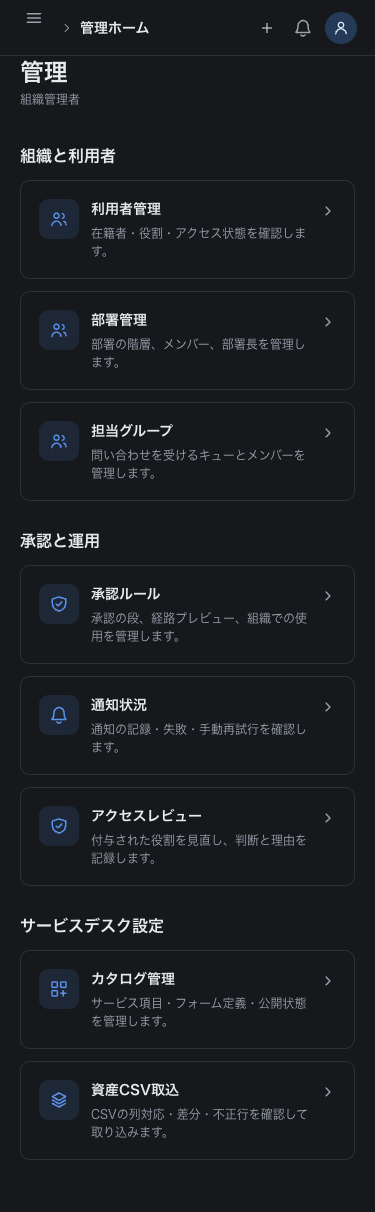 管理ホーム
管理
組織管理者
組織と利用者
利用者管理
在籍者・役割・アクセス状態を確認しま
す。
部署管理
部署の階層、メンバー、部署長を管理し
ます。
担当グループ
問い合わせを受けるキューとメンバーを
管理します。
承認と運用
承認ルール
承認の段、経路プレビュー、組織での使
用を管理します。
通知状況
通知の記録・失敗・手動再試行を確認し
ます。
アクセスレビュー
付与された役割を見直し、判断と理由を
記録します。
サービスデスク設定
カタログ管理
サービス項目・フォーム定義・公開状態
を管理します。
資産CSV取込
CSVの列対応・差分・不正行を確認して
取り込みます。